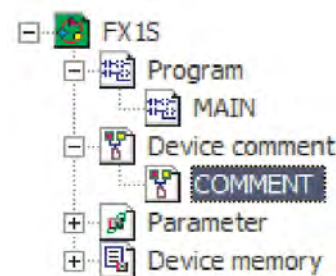 FX1S
Program
MAIN
Device comment
COMMENT
Parameter
Device memory